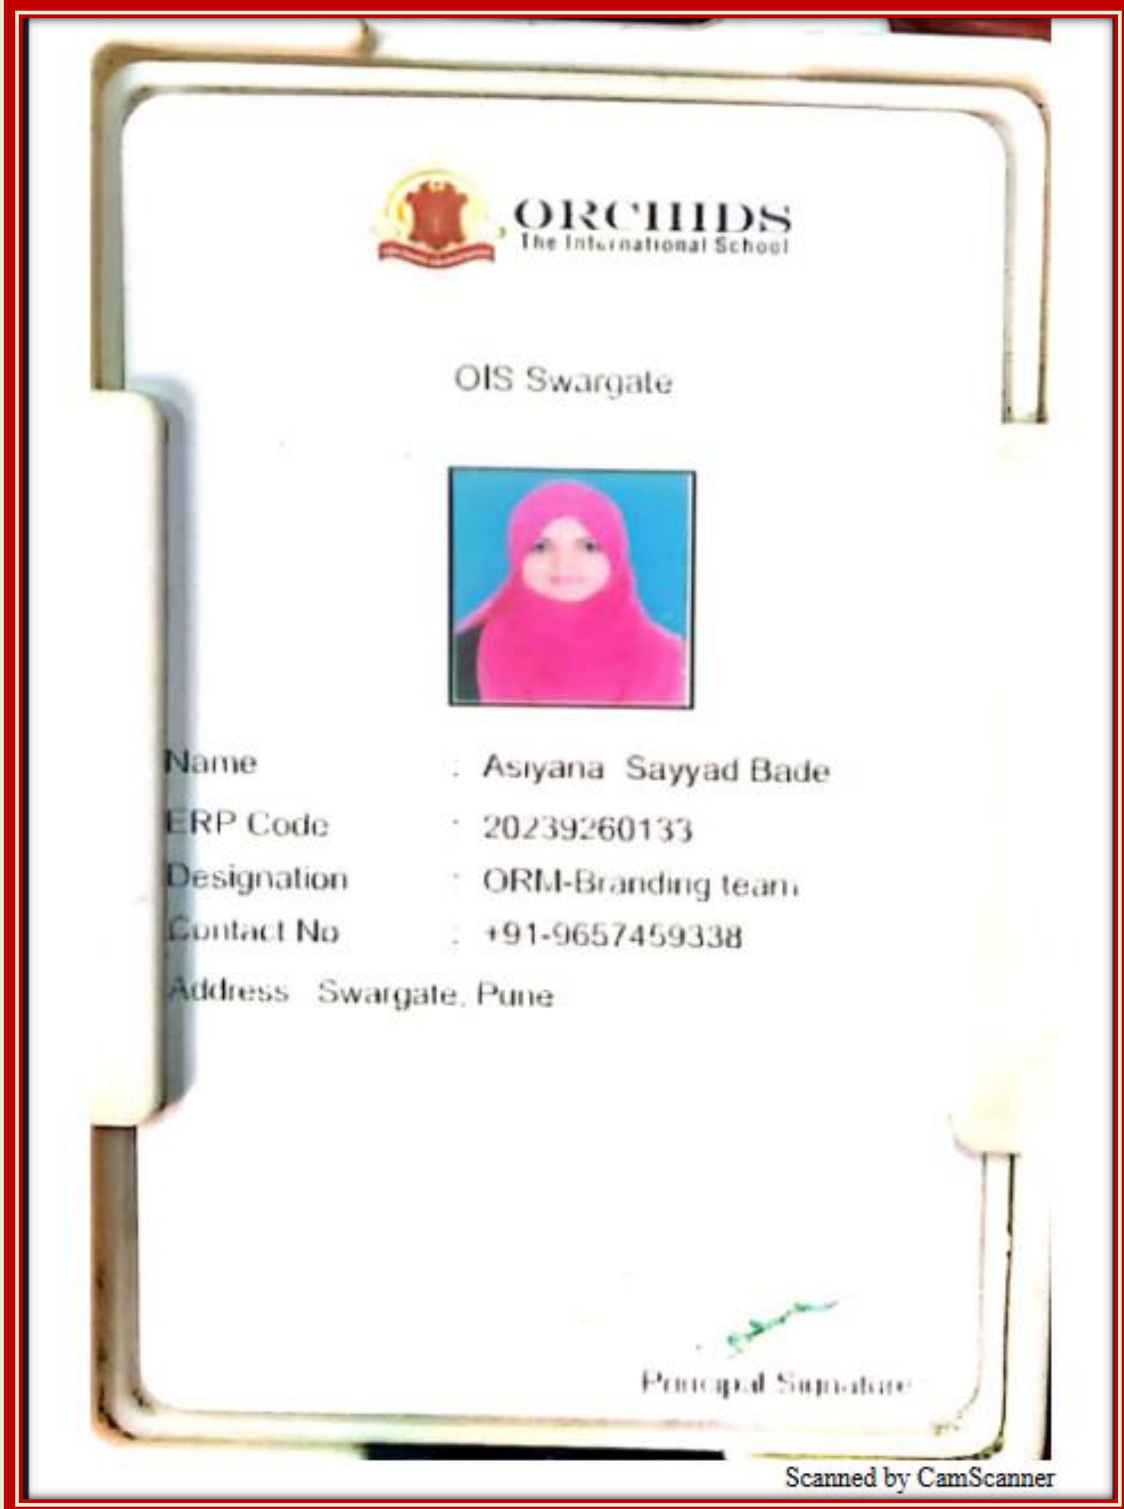 ORCHIDS
The International School
OIS Swargate
Name : Asiyana Sayyad Bade
ERP Code : 20239260133
Designation : ORM-Branding team
Contact No : +91-9657459338
Address Swargate, Pune
Principal Signature
Scanned by CamScanner